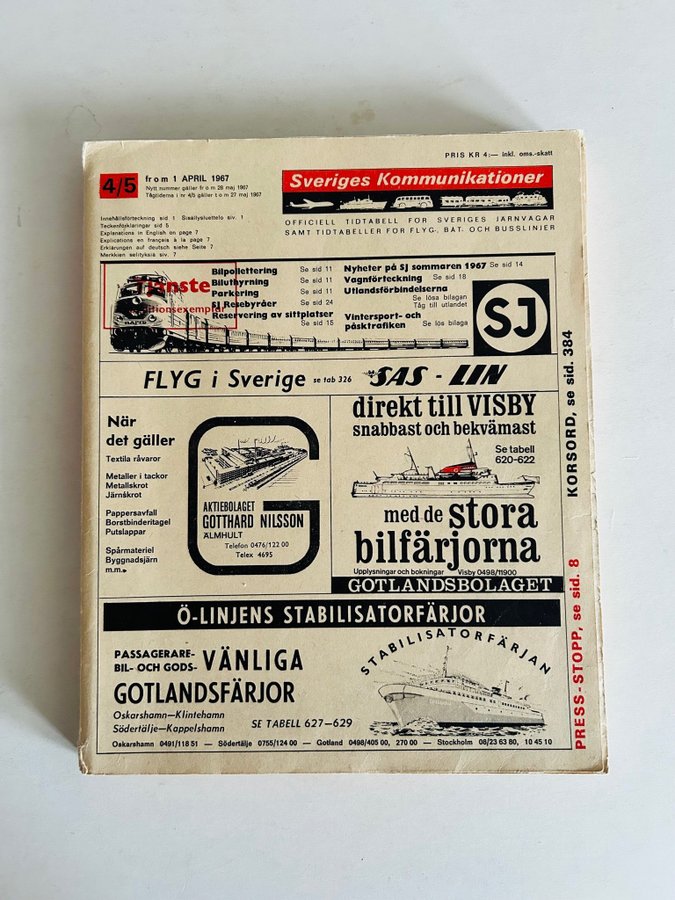 PRIS KR 4:— inkl. oms.-skatt
4/5 from 1 APRIL 1967
Nytt nummer gäller from 28 maj 1967
Tågtiderna i nr 4/5 gäller t o m 27 maj 1967
Sveriges Kommunikationer
Innehållsförteckning sid 1 Sisällysluettelo siv. 1
Teckenförklaringar sid 5
Explanations in English on page 7
Explications en français à la page 7
Erklärungen auf deutsch siehe Seite 7
Merkkien selityksiä siv. 7
OFFICIELL TIDTABELL FÖR SVERIGES JÄRNVÄGAR
SAMT TIDTABELLER FÖR FLYG-, BÅT- OCH BUSSLINJER
Tjänste
Bilpollettering Se sid 11
Biluthyrning Se sid 11
Parkering Se sid 11
SJ Resebyråer Se sid 24
Reservering av sittplatser
Se sid 15
Nyheter på SJ sommaren 1967 Se sid 14
Vagnförteckning Se sid 18
Utlandsförbindelserna
Se lösa bilagan
Tåg till utlandet
Vintersport- och
påsktrafiken Se lös bilaga
SJ
FLYG i Sverige se tab 326 SAS - LIN
När
det gäller
Textila råvaror
Metaller i tackor
Metallskrot
Järnskrot
Pappersavfall
Borstbinderitagel
Putslappar
Spårmateriel
Byggnadsjärn
m.m.
G
AKTIEBOLAGET
GOTTHARD NILSSON
ÄLMHULT
Telefon 0476/122 00
Telex 4695
direkt till VISBY
snabbast och bekvämast
Se tabell
620-622
med de stora
bilfärjorna
Upplysningar och bokningar Visby 0498/11900
GOTLANDSBOLAGET
KORSORD, se sid. 384
PRESS-STOPP, se sid. 8
Ö-LINJENS STABILISATORFÄRJOR
PASSAGERARE-
BIL- OCH GODS- VÄNLIGA
GOTLANDSFÄRJOR
Oskarshamn—Klintehamn
Södertälje—Kappelshamn
SE TABELL 627—629
STABILISATORFÄRJAN
Oskarshamn 0491/118 51 — Södertälje 0755/124 00 — Gotland 0498/405 00, 270 00 — Stockholm 08/23 63 80, 10 45 10